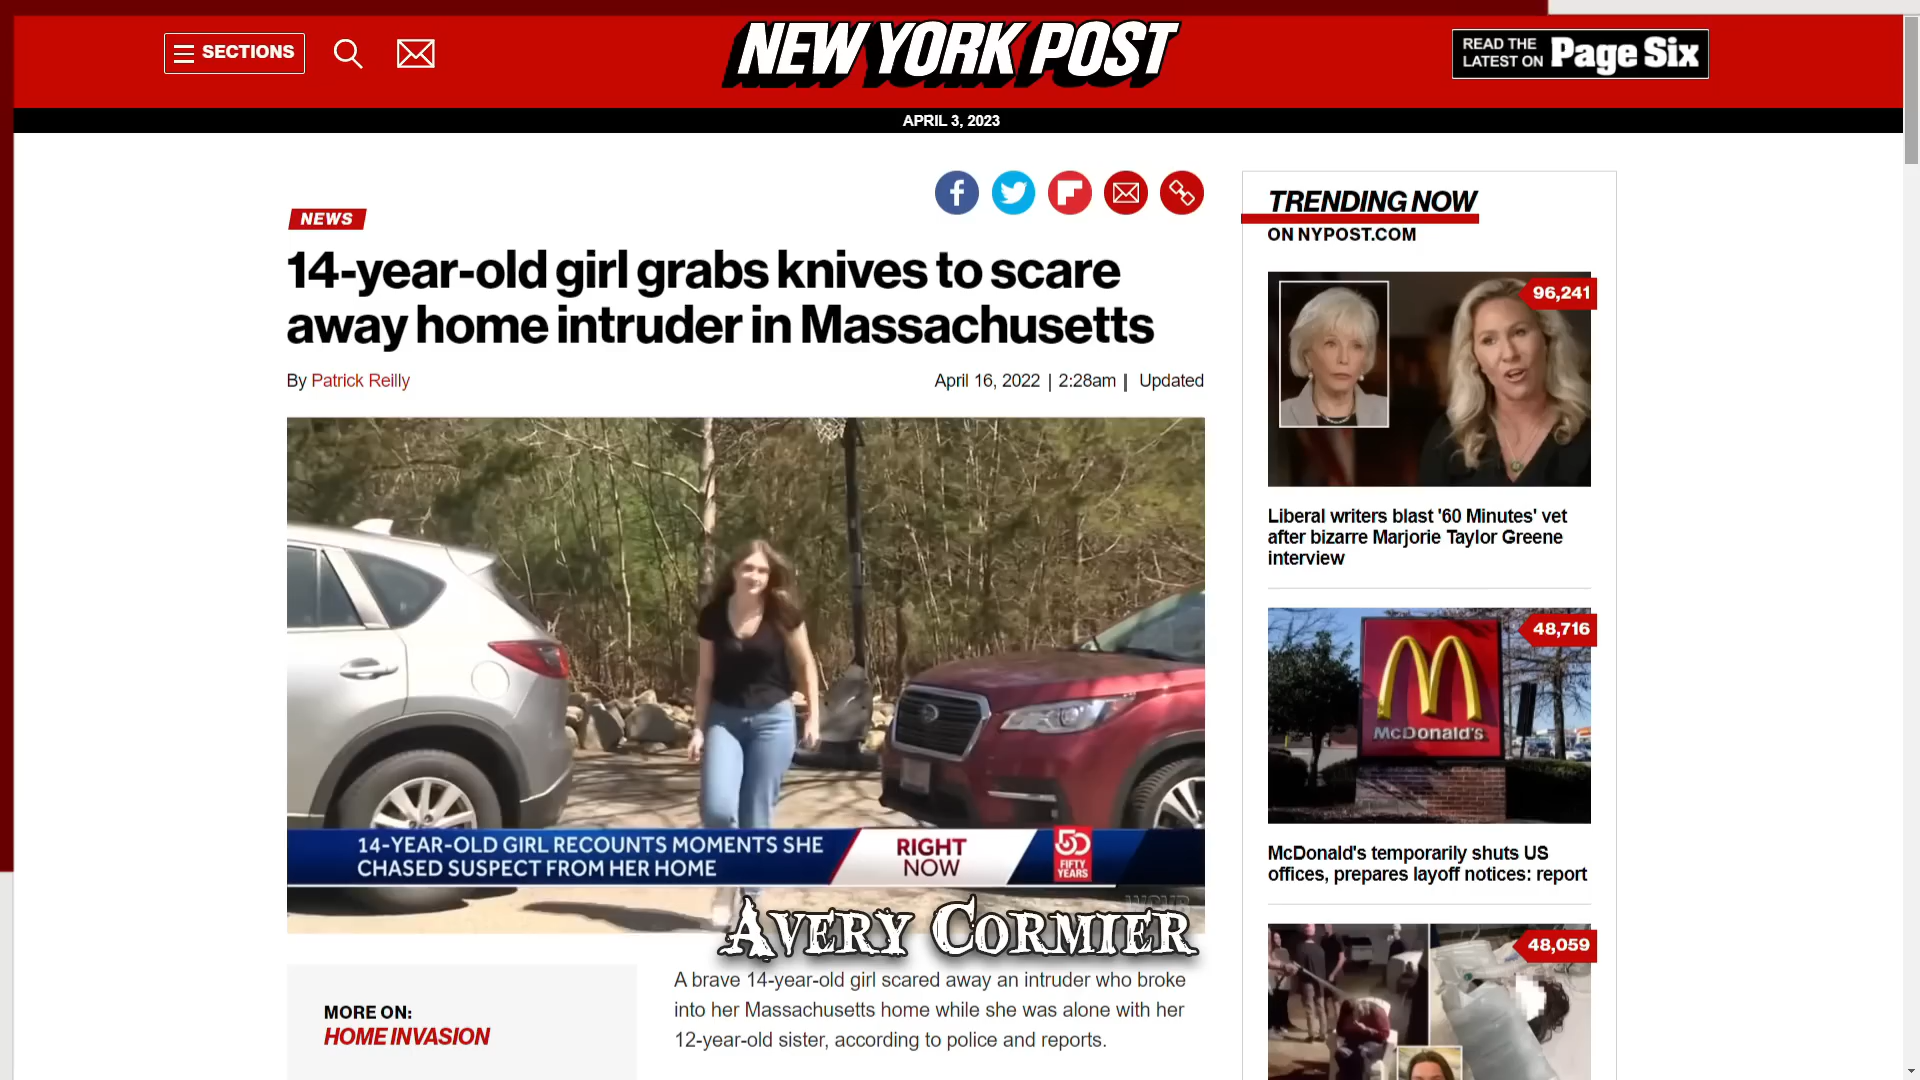 SECTIONS
NEW YORK POST
READ THE
LATEST ON
Page Six
APRIL 3, 2023
NEWS
14-year-old girl grabs knives to scare
away home intruder in Massachusetts
By Patrick Reilly
April 16, 2022 | 2:28am | Updated
14-YEAR-OLD GIRL RECOUNTS MOMENTS SHE
CHASED SUSPECT FROM HER HOME
RIGHT
NOW
50
FIFTY
YEARS
WCVB
AVERY CORMIER
MORE ON:
HOME INVASION
A brave 14-year-old girl scared away an intruder who broke
into her Massachusetts home while she was alone with her
12-year-old sister, according to police and reports.
TRENDING NOW
ON NYPOST.COM
96,241
Liberal writers blast '60 Minutes' vet
after bizarre Marjorie Taylor Greene
interview
48,716
McDonald's
McDonald's temporarily shuts US
offices, prepares layoff notices: report
48,059